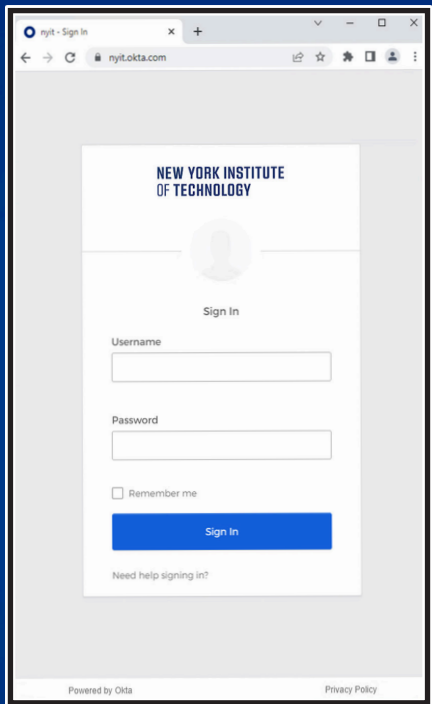 nyit - Sign In
nyit.okta.com
NEW YORK INSTITUTE
OF TECHNOLOGY
Sign In
Username
Password
Remember me
Sign In
Need help signing in?
Powered by Okta Privacy Policy